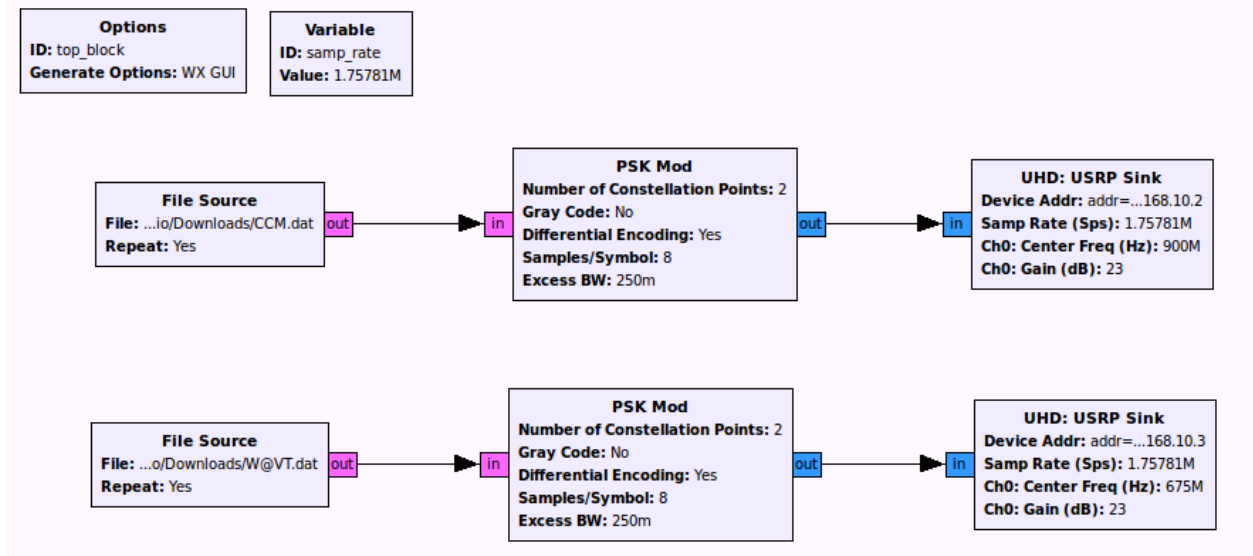 Options
ID: top_block
Generate Options: WX GUI
Variable
ID: samp_rate
Value: 1.75781M
File Source
File: ...io/Downloads/CCM.dat
Repeat: Yes
out
in
PSK Mod
Number of Constellation Points: 2
Gray Code: No
Differential Encoding: Yes
Samples/Symbol: 8
Excess BW: 250m
out
in
UHD: USRP Sink
Device Addr: addr=...168.10.2
Samp Rate (Sps): 1.75781M
Ch0: Center Freq (Hz): 900M
Ch0: Gain (dB): 23
File Source
File: ...o/Downloads/W@VT.dat
Repeat: Yes
out
in
PSK Mod
Number of Constellation Points: 2
Gray Code: No
Differential Encoding: Yes
Samples/Symbol: 8
Excess BW: 250m
out
in
UHD: USRP Sink
Device Addr: addr=...168.10.3
Samp Rate (Sps): 1.75781M
Ch0: Center Freq (Hz): 675M
Ch0: Gain (dB): 23